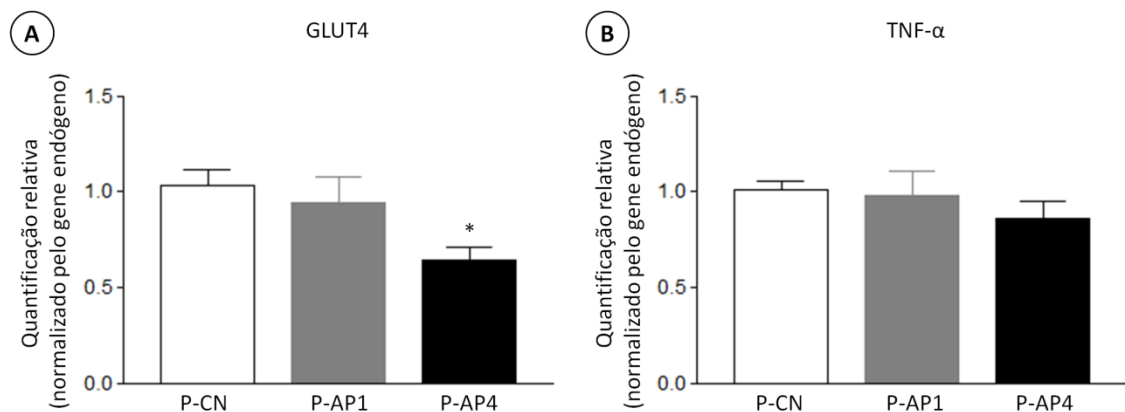 A
GLUT4
Quantificação relativa
(normalizado pelo gene endógeno)
1.5
1.0
0.5
0.0
*
P-CN
P-AP1
P-AP4
B
TNF-α
Quantificação relativa
(normalizado pelo gene endógeno)
1.5
1.0
0.5
0.0
P-CN
P-AP1
P-AP4